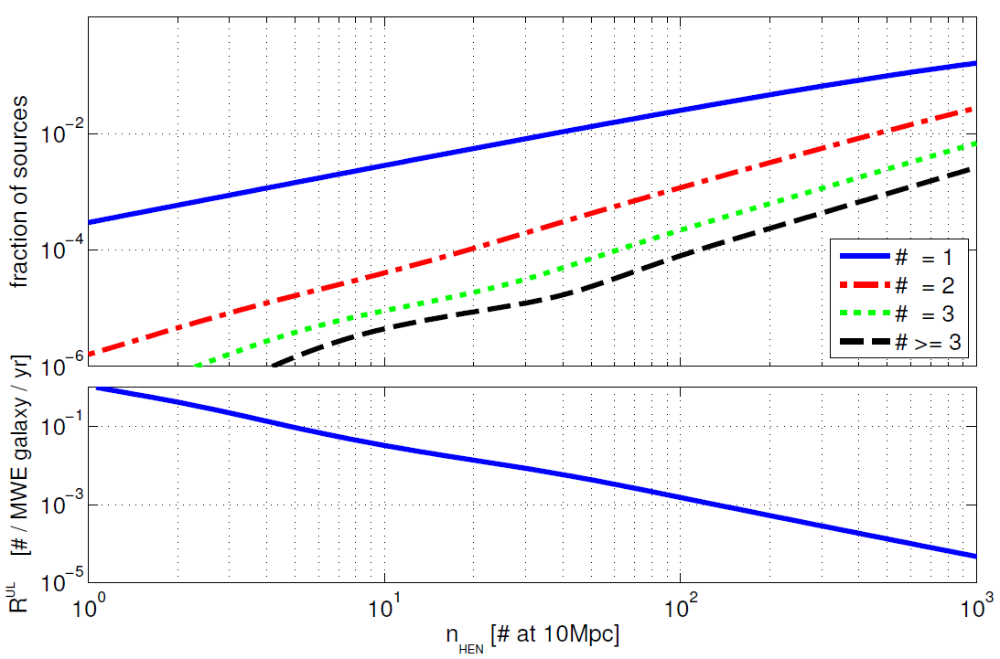 fraction of sources
10^−2
10^−4
10^−6
# = 1
# = 2
# = 3
# >= 3
R^UL [# / MWE galaxy / yr]
10^−1
10^−3
10^−5
10^0 10^1 10^2 10^3
n_HEN [# at 10Mpc]